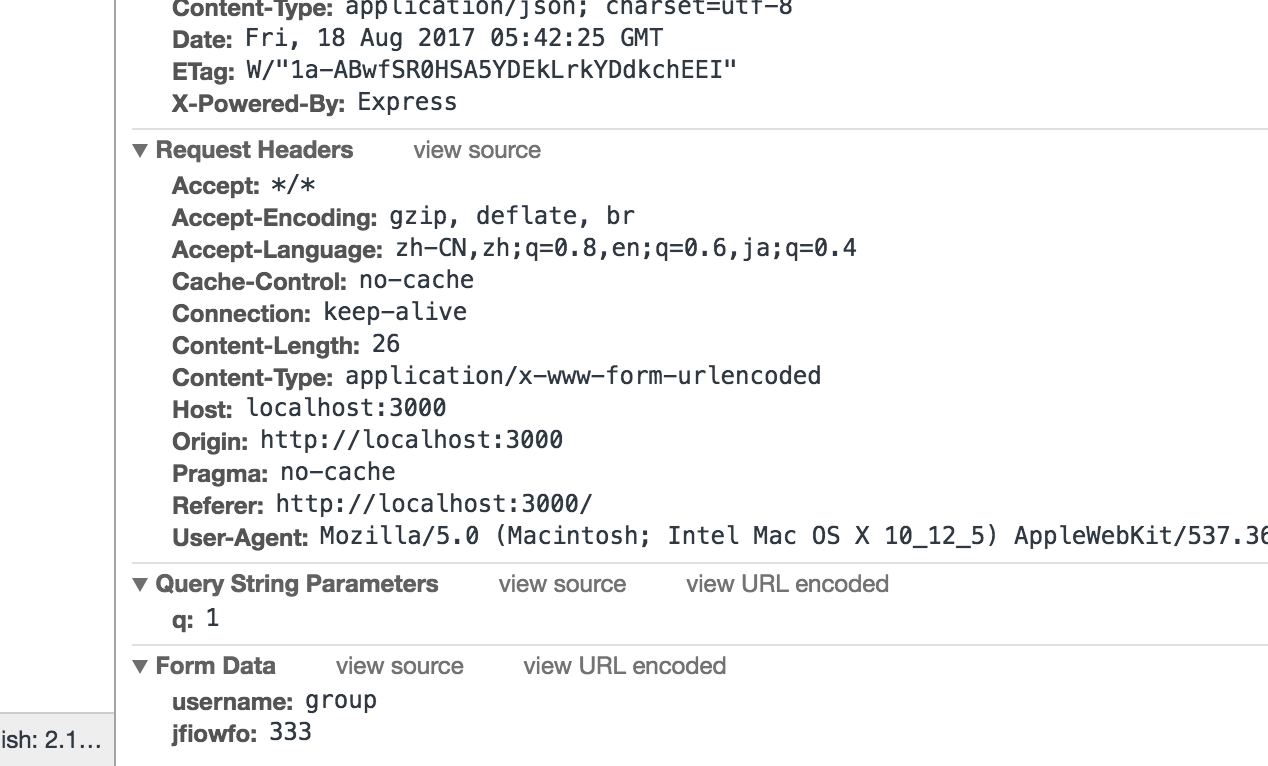 Content-Type: application/json; charset=utf-8
Date: Fri, 18 Aug 2017 05:42:25 GMT
ETag: W/"1a-ABwfSR0HSA5YDEkLrkYDdkchEEI"
X-Powered-By: Express
▼ Request Headers view source
Accept: */*
Accept-Encoding: gzip, deflate, br
Accept-Language: zh-CN,zh;q=0.8,en;q=0.6,ja;q=0.4
Cache-Control: no-cache
Connection: keep-alive
Content-Length: 26
Content-Type: application/x-www-form-urlencoded
Host: localhost:3000
Origin: http://localhost:3000
Pragma: no-cache
Referer: http://localhost:3000/
User-Agent: Mozilla/5.0 (Macintosh; Intel Mac OS X 10_12_5) AppleWebKit/537.36
▼ Query String Parameters view source view URL encoded
q: 1
▼ Form Data view source view URL encoded
username: group
jfiowfo: 333
ish: 2.1...